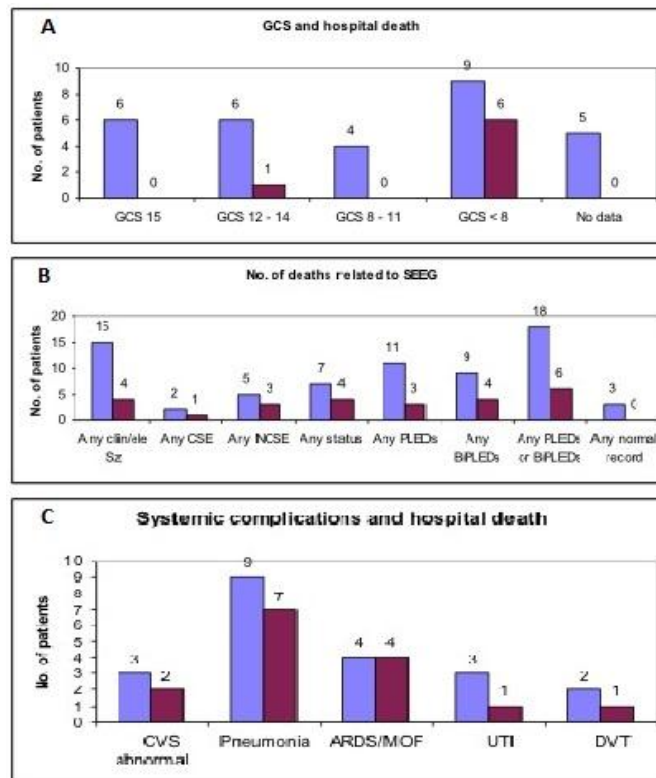 A
GCS and hospital death
No. of patients
10
8
6
4
2
0
6
0
6
1
4
0
9
6
5
0
GCS 15
GCS 12 - 14
GCS 8 - 11
GCS < 8
No data
B
No. of deaths related to SEEG
No. of patients
20
15
10
5
0
15
4
2
1
5
3
7
4
11
3
9
4
18
6
3
0
Any clin/ele Sz
Any CSE
Any INCSE
Any status
Any PLEDs
Any BiPLEDs
Any PLEDs or BiPLEDs
Any normal record
C
Systemic complications and hospital death
No. of patients
10
9
8
7
6
5
4
3
2
1
0
3
2
9
7
4
4
3
1
2
1
CVS abnormal
Pneumonia
ARDS/MOF
UTI
DVT